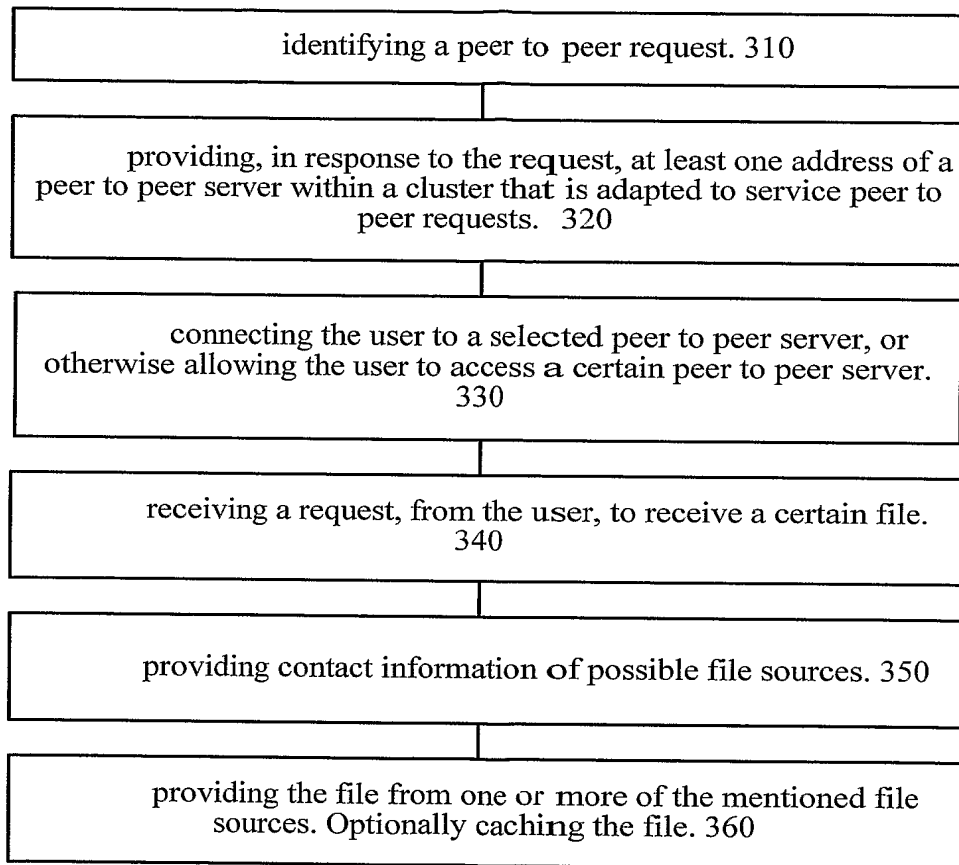 identifying a peer to peer request. 310
providing, in response to the request, at least one address of a
peer to peer server within a cluster that is adapted to service peer to
peer requests. 320
connecting the user to a selected peer to peer server, or
otherwise allowing the user to access a certain peer to peer server.
330
receiving a request, from the user, to receive a certain file.
340
providing contact information of possible file sources. 350
providing the file from one or more of the mentioned file
sources. Optionally caching the file. 360